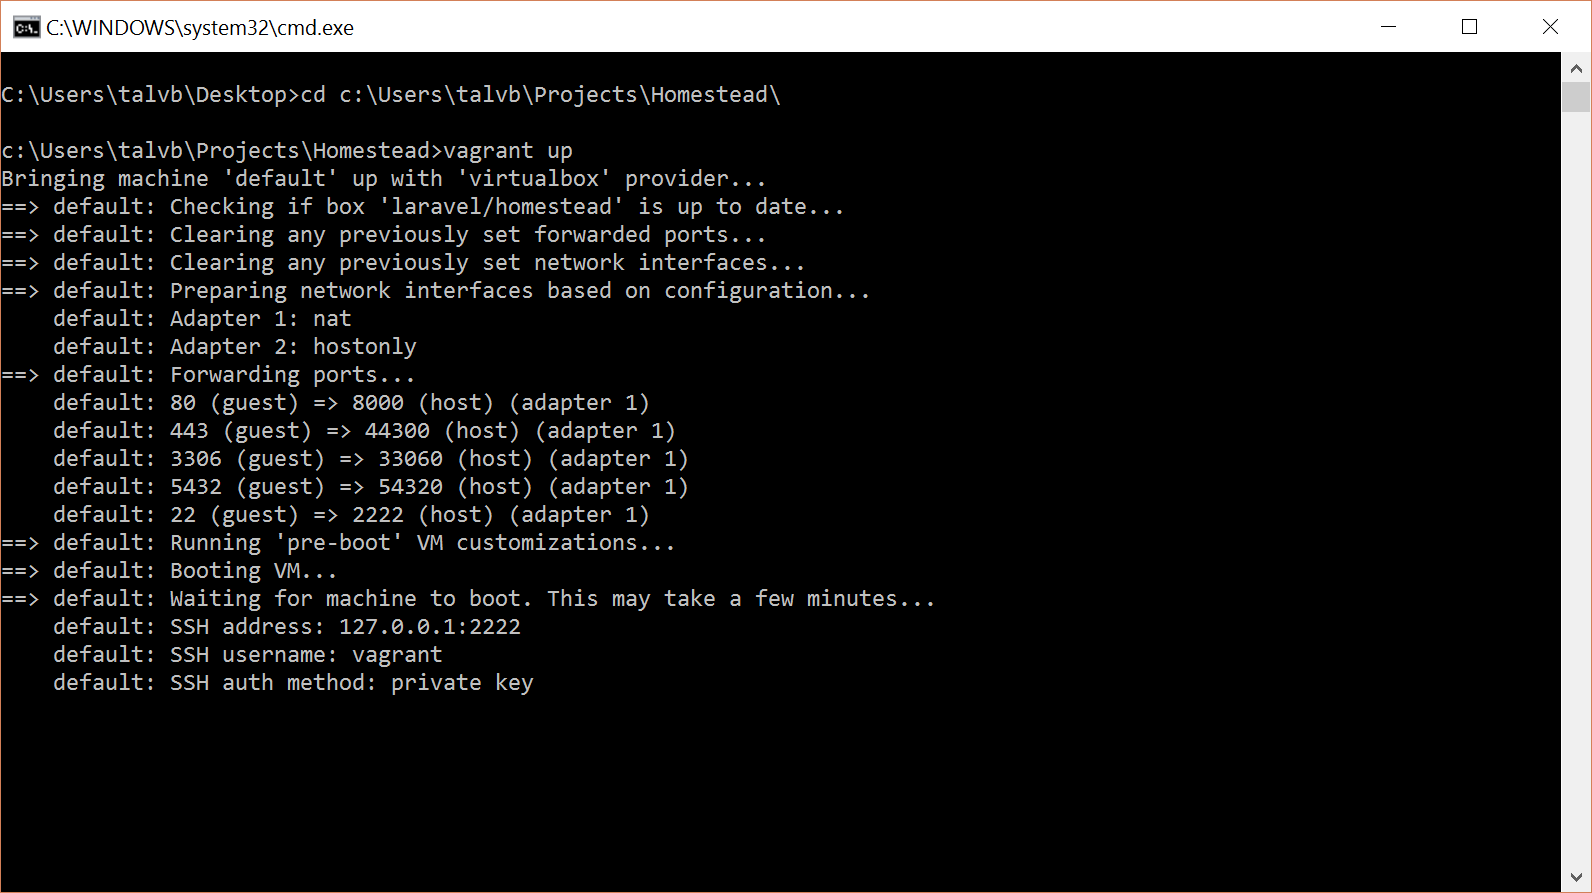 C:\WINDOWS\system32\cmd.exe
C:\Users\talvb\Desktop>cd c:\Users\talvb\Projects\Homestead\
c:\Users\talvb\Projects\Homestead>vagrant up
Bringing machine 'default' up with 'virtualbox' provider...
==> default: Checking if box 'laravel/homestead' is up to date...
==> default: Clearing any previously set forwarded ports...
==> default: Clearing any previously set network interfaces...
==> default: Preparing network interfaces based on configuration...
    default: Adapter 1: nat
    default: Adapter 2: hostonly
==> default: Forwarding ports...
    default: 80 (guest) => 8000 (host) (adapter 1)
    default: 443 (guest) => 44300 (host) (adapter 1)
    default: 3306 (guest) => 33060 (host) (adapter 1)
    default: 5432 (guest) => 54320 (host) (adapter 1)
    default: 22 (guest) => 2222 (host) (adapter 1)
==> default: Running 'pre-boot' VM customizations...
==> default: Booting VM...
==> default: Waiting for machine to boot. This may take a few minutes...
    default: SSH address: 127.0.0.1:2222
    default: SSH username: vagrant
    default: SSH auth method: private key